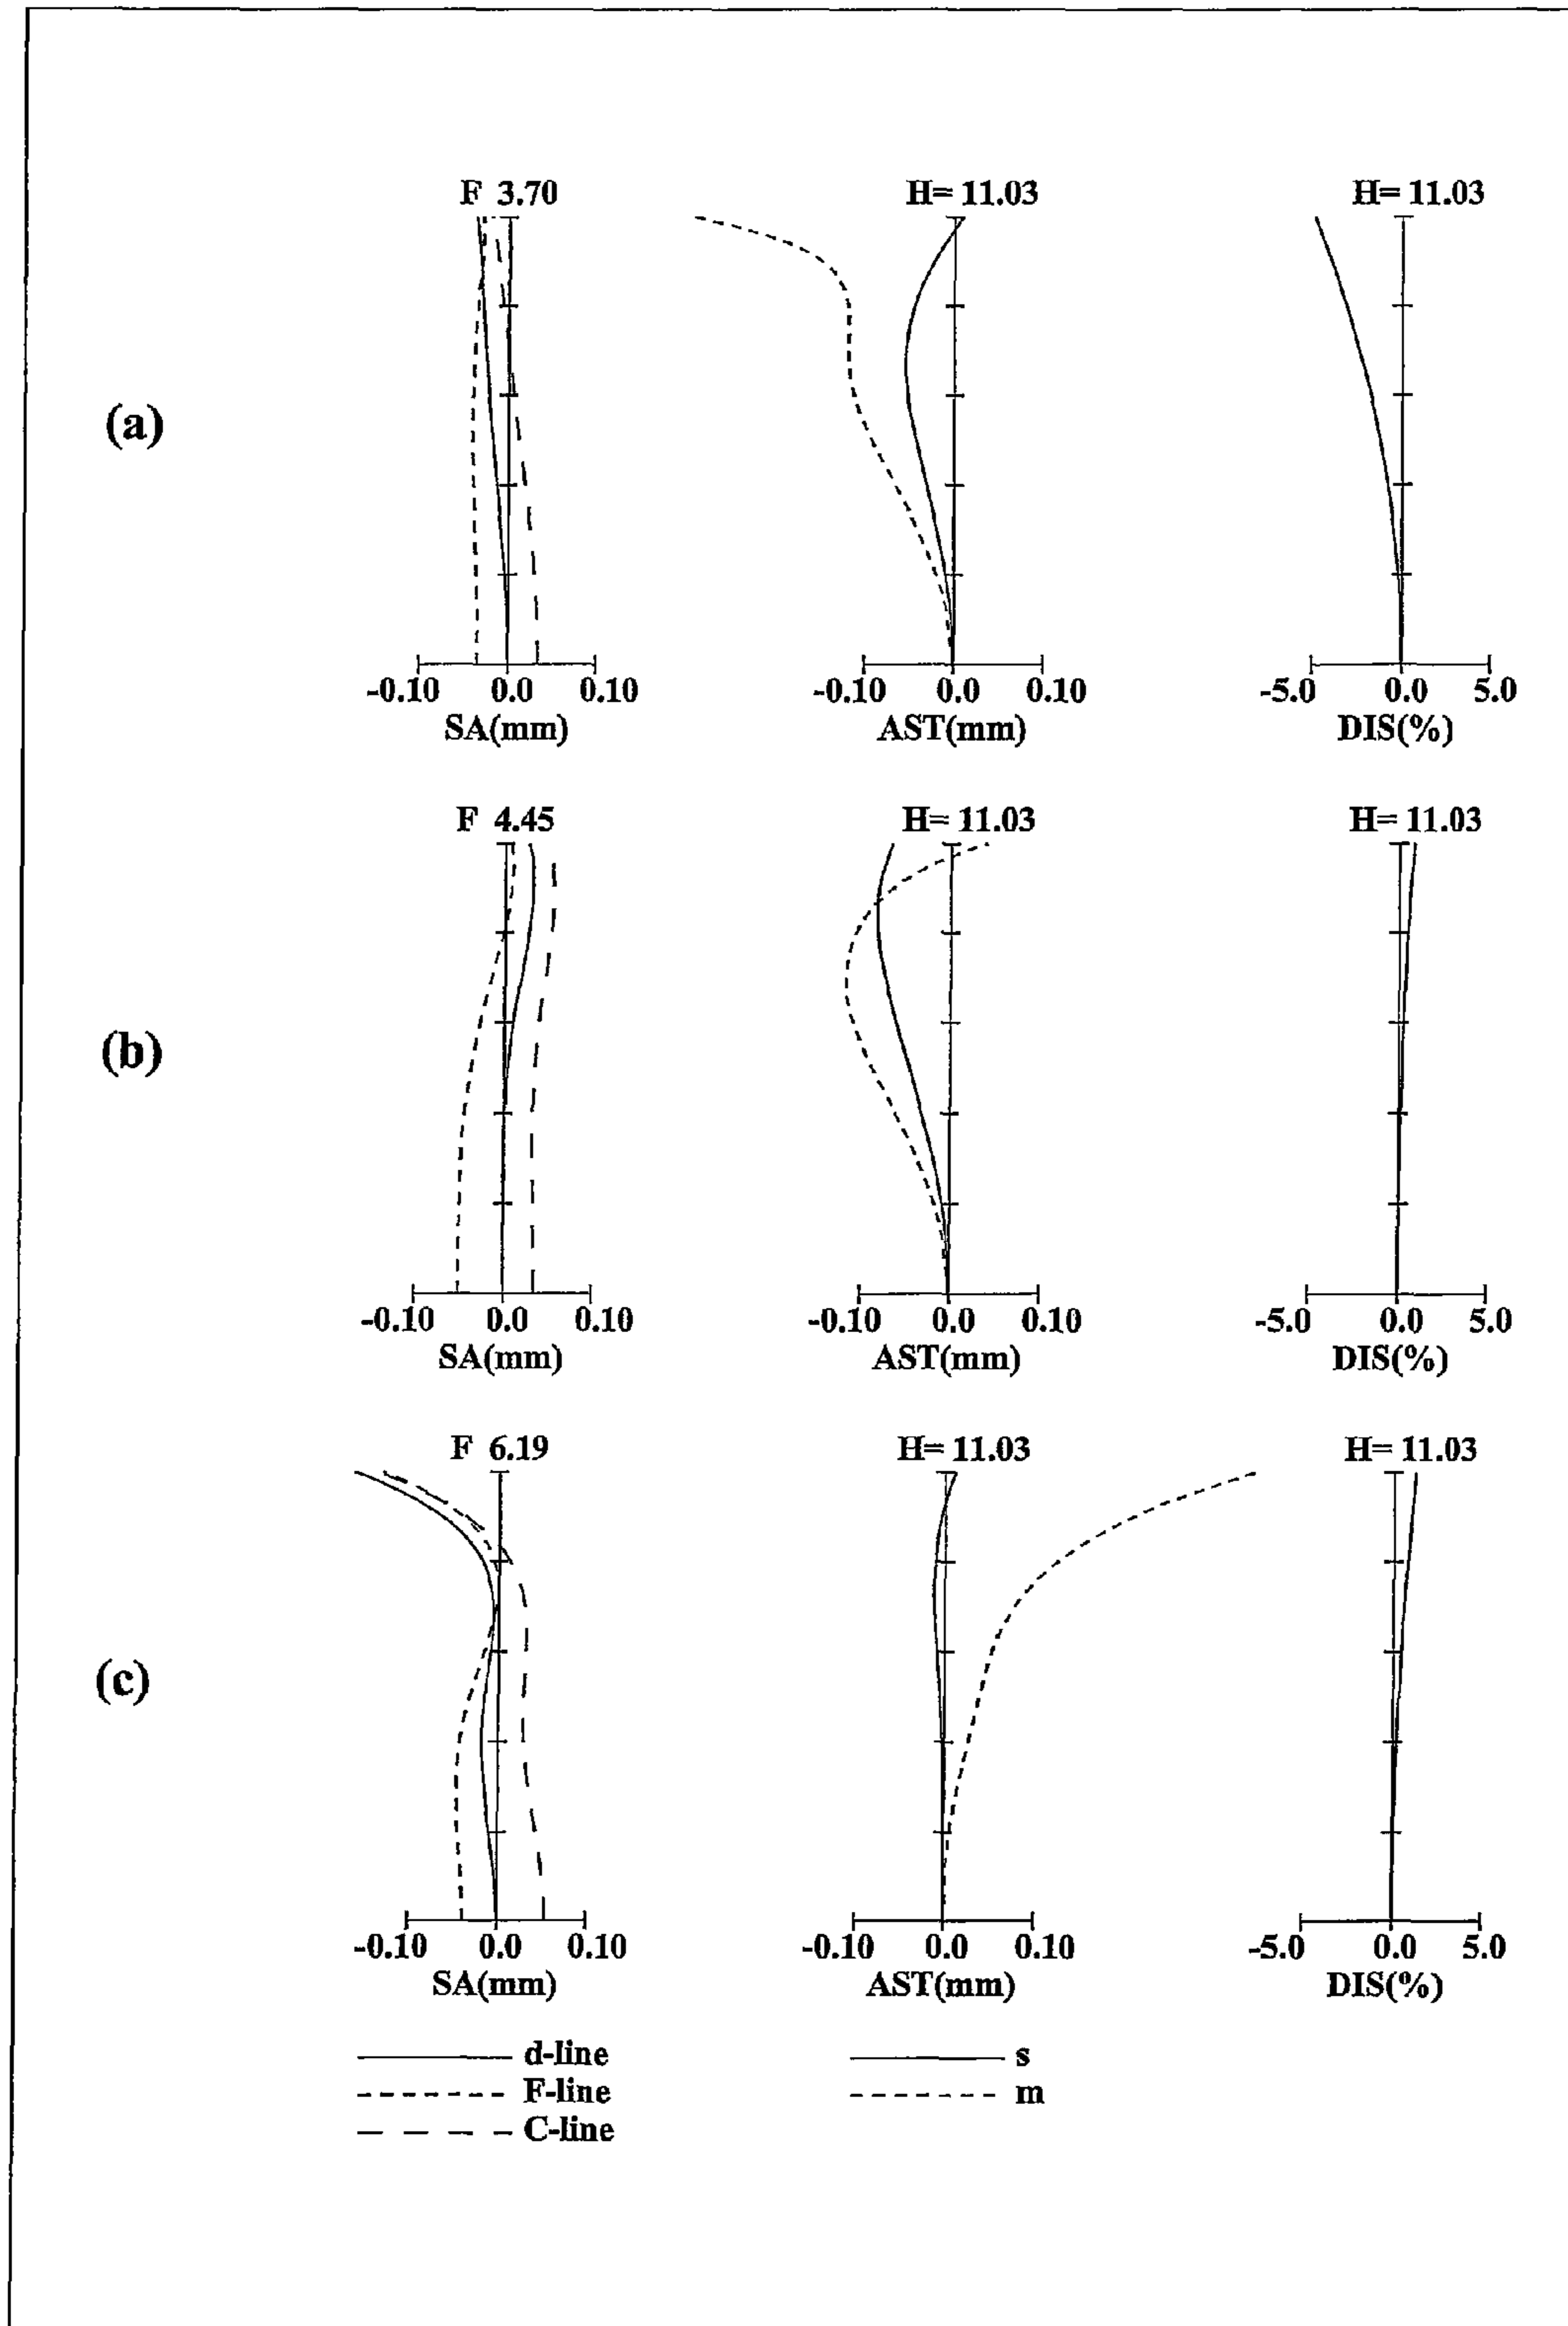 F 3.70 H= 11.03 H= 11.03
(a)
-0.10 0.0 0.10 -0.10 0.0 0.10 -5.0 0.0 5.0
SA(mm) AST(mm) DIS(%)
F 4.45 H= 11.03 H= 11.03
(b)
-0.10 0.0 0.10 -0.10 0.0 0.10 -5.0 0.0 5.0
SA(mm) AST(mm) DIS(%)
F 6.19 H= 11.03 H= 11.03
(c)
-0.10 0.0 0.10 -0.10 0.0 0.10 -5.0 0.0 5.0
SA(mm) AST(mm) DIS(%)
d-line s
F-line m
C-line